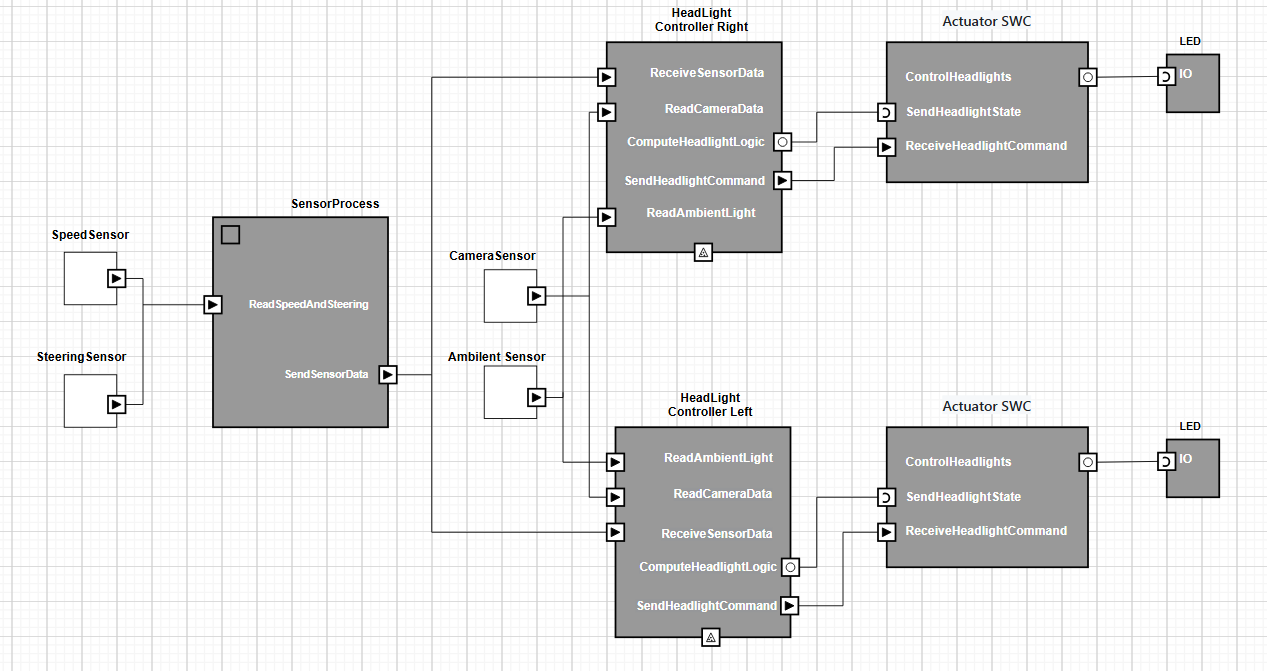 HeadLight
Controller Right
ReceiveSensorData
ReadCameraData
ComputeHeadlightLogic
SendHeadlightCommand
ReadAmbientLight
Actuator SWC
ControlHeadlights
SendHeadlightState
ReceiveHeadlightCommand
LED
IO
SensorProcess
ReadSpeedAndSteering
SendSensorData
SpeedSensor
SteeringSensor
CameraSensor
Ambilent Sensor
HeadLight
Controller Left
ReadAmbientLight
ReadCameraData
ReceiveSensorData
ComputeHeadlightLogic
SendHeadlightCommand
Actuator SWC
ControlHeadlights
SendHeadlightState
ReceiveHeadlightCommand
LED
IO